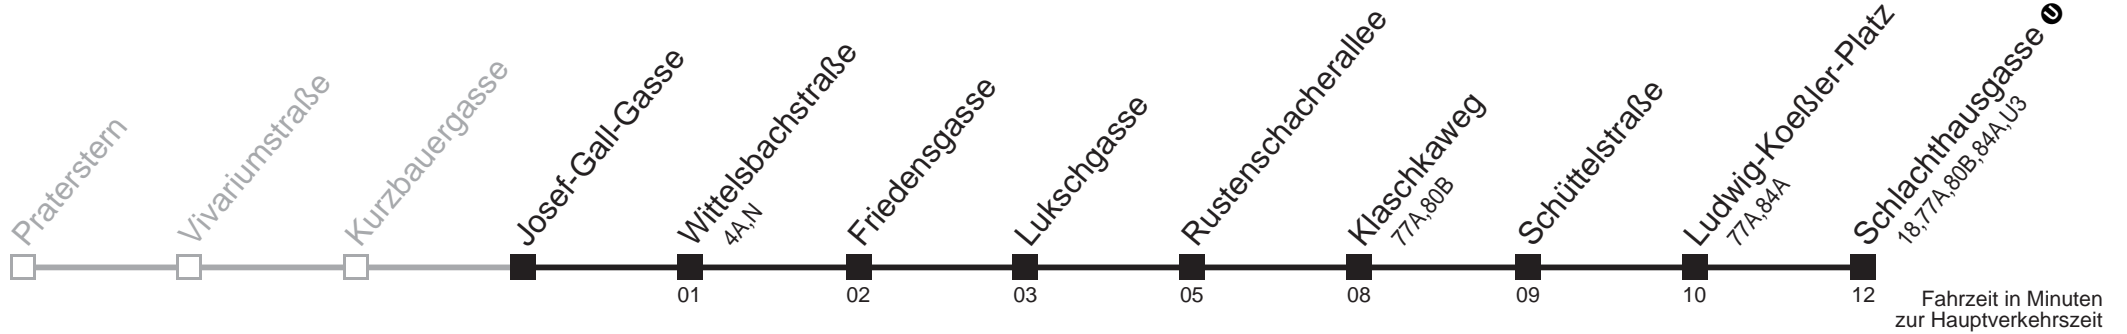 Praterstern
Vivariumstraße
Kurzbauergasse
Josef-Gall-Gasse
Wittelsbachstraße
4A,N
Friedensgasse
Lukschgasse
Rustenschacherallee
Klaschkaweg
77A,80B
Schüttelstraße
Ludwig-Koeßler-Platz
77A,84A
Schlachthausgasse U
18,77A,80B,84A,U3
01
02
03
05
08
09
10
12
Fahrzeit in Minuten
zur Hauptverkehrszeit